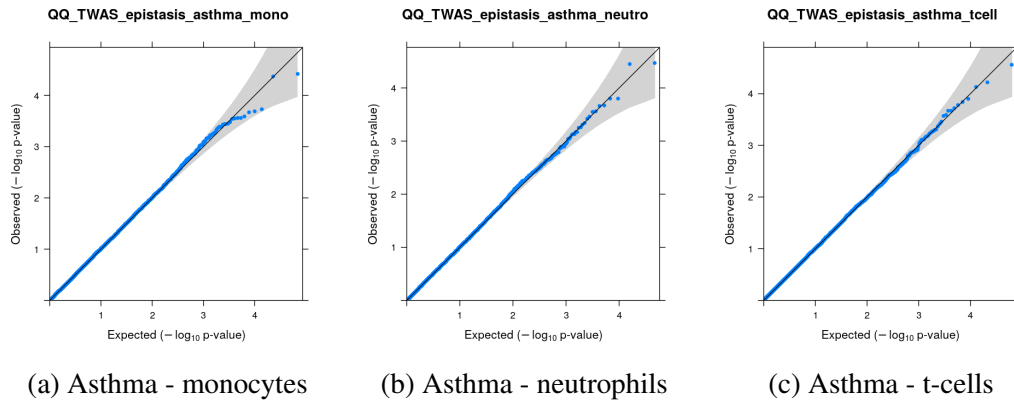 QQ_TWAS_epistasis_asthma_mono
QQ_TWAS_epistasis_asthma_neutro
QQ_TWAS_epistasis_asthma_tcell
4
3
2
1
Observed (− log10 p-value)
1 2 3 4
Expected (− log10 p-value)
4
3
2
1
Observed (− log10 p-value)
1 2 3 4
Expected (− log10 p-value)
4
3
2
1
Observed (− log10 p-value)
1 2 3 4
Expected (− log10 p-value)
(a) Asthma - monocytes
(b) Asthma - neutrophils
(c) Asthma - t-cells